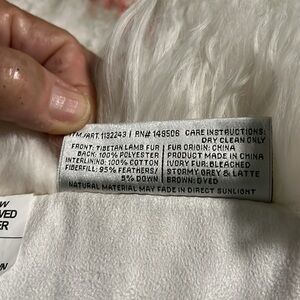 ITM./ART. 1132243 | RN# 149506 CARE INSTRUCTIONS:
DRY CLEAN ONLY
FRONT: TIBETAN LAMB FUR
BACK: 100% POLYESTER
INTERLINING: 100% COTTON
FIBERFILL: 95% FEATHERS/
5% DOWN
FUR ORIGIN: CHINA
PRODUCT MADE IN CHINA
IVORY FUR: BLEACHED
STORMY GREY & LATTE
BROWN: DYED
NATURAL MATERIAL MAY FADE IN DIRECT SUNLIGHT